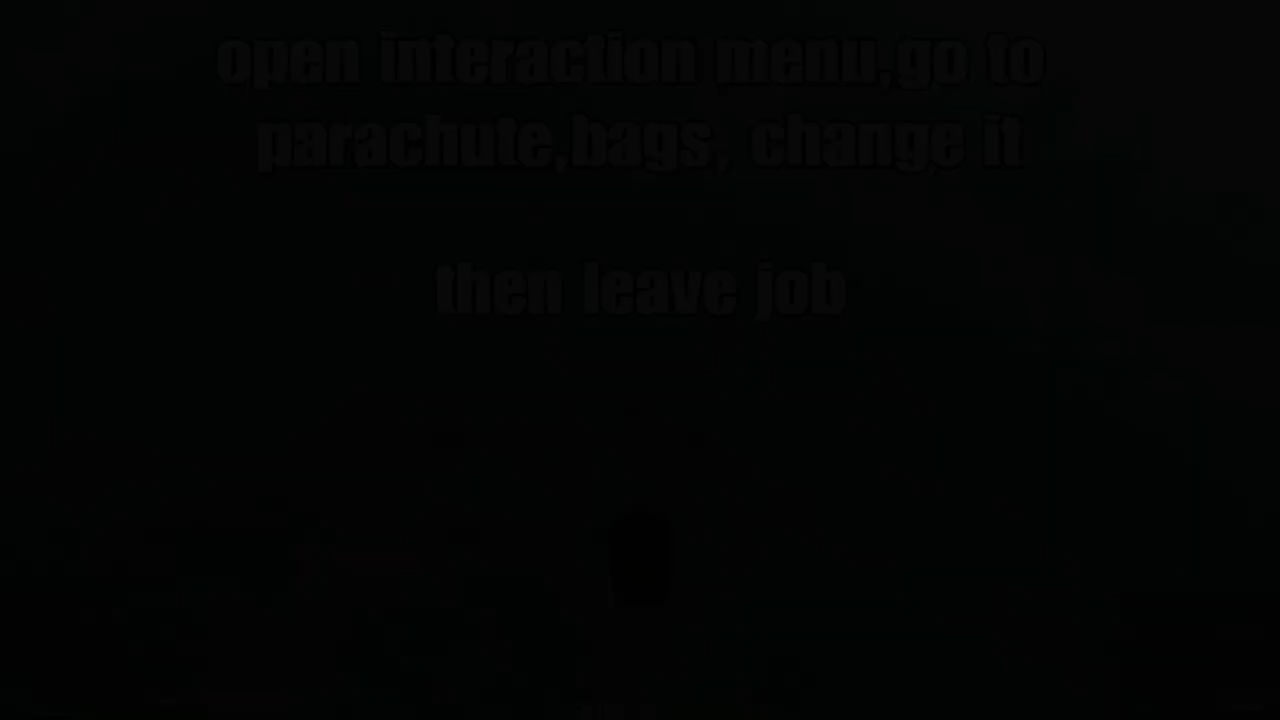 open interaction menu,go to
parachute,bags, change it
then leave job